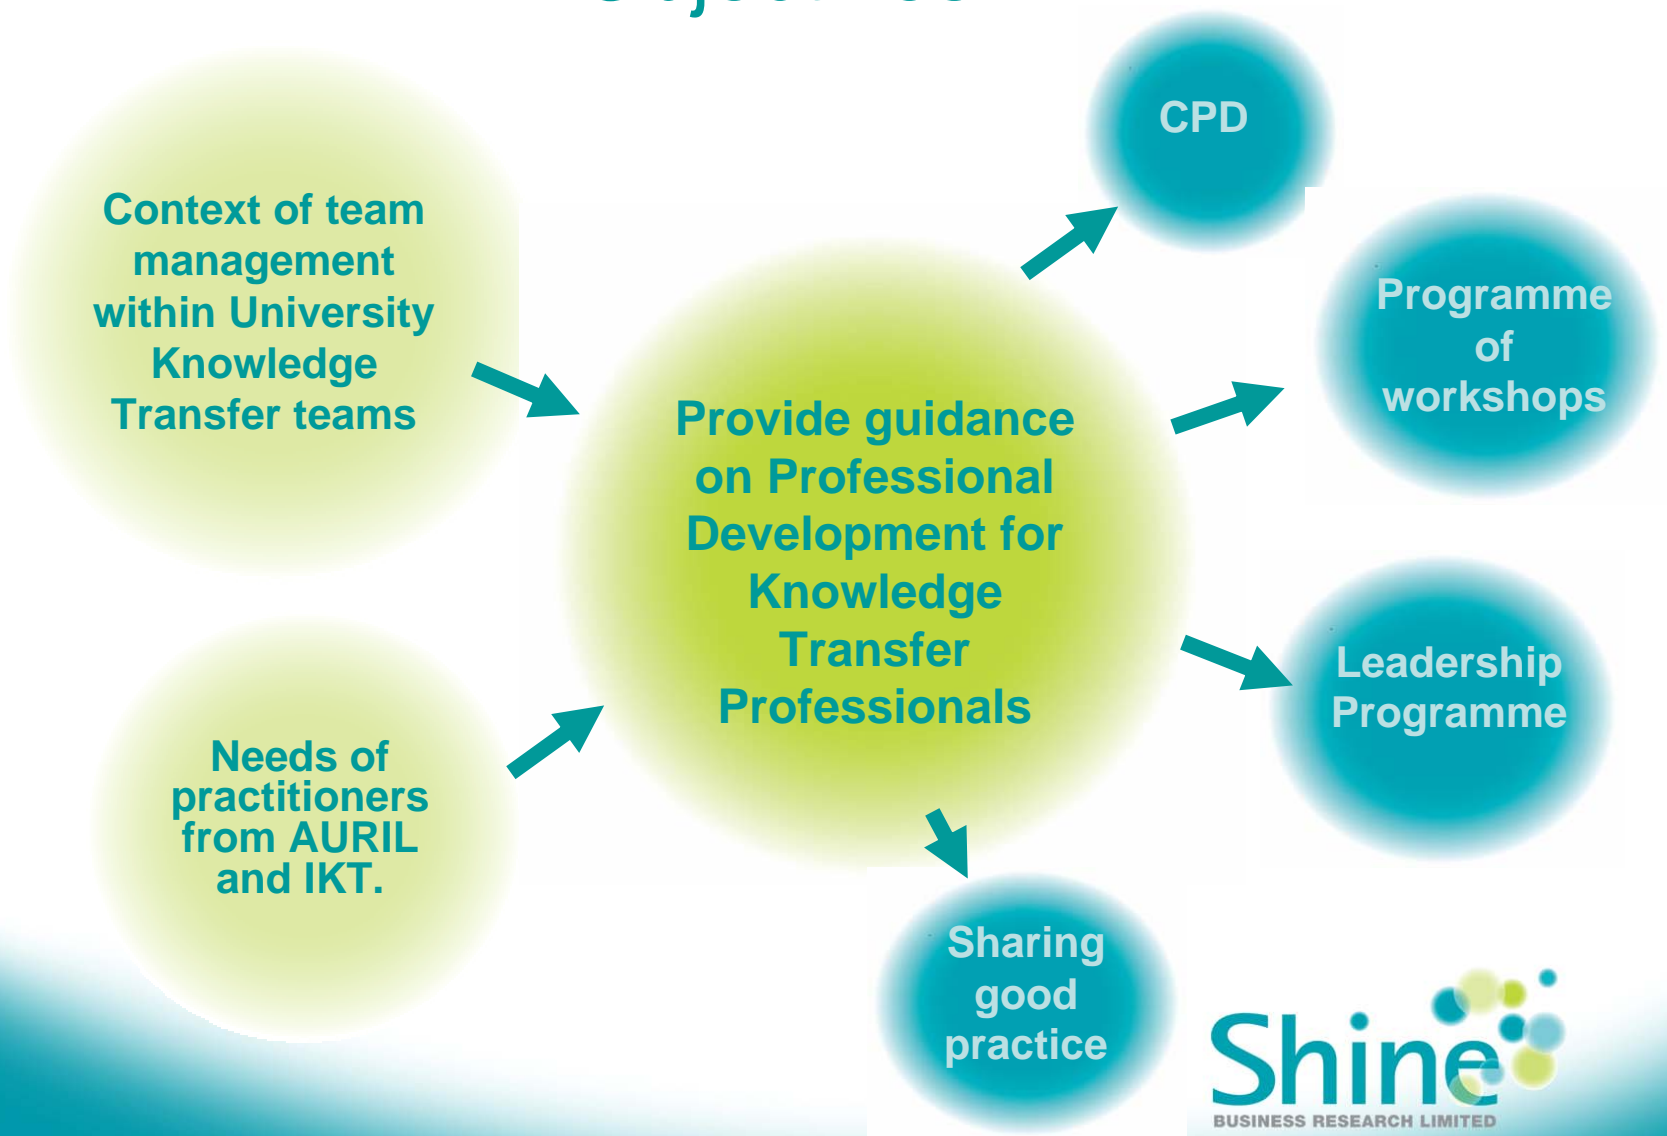 Context of team
management
within University
Knowledge
Transfer teams
Needs of
practitioners
from AURIL
and IKT.
Provide guidance
on Professional
Development for
Knowledge
Transfer
Professionals
CPD
Programme
of
workshops
Leadership
Programme
Sharing
good
practice
Shine
BUSINESS RESEARCH LIMITED